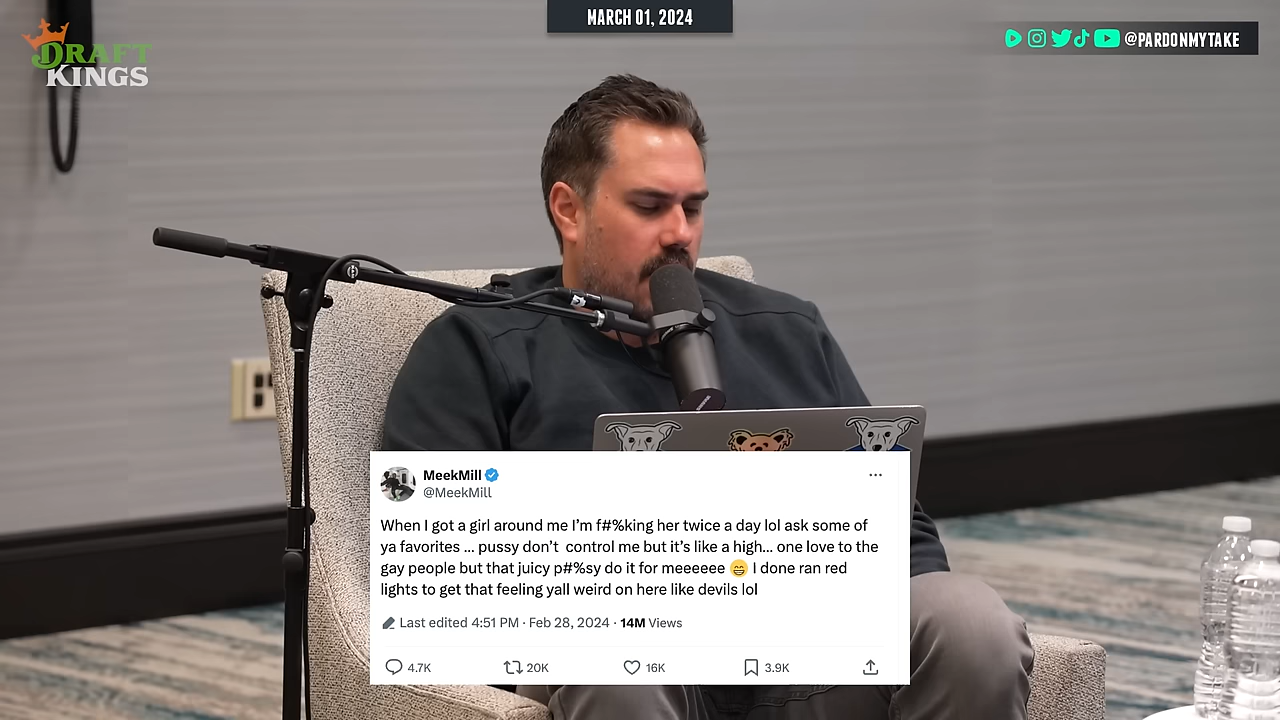 MARCH 01, 2024
DRAFT
KINGS
@PARDONMYTAKE
MeekMill
@MeekMill
When I got a girl around me I'm f#%king her twice a day lol ask some of
ya favorites ... pussy don't control me but it's like a high... one love to the
gay people but that juicy p#%sy do it for meeeeee 😁 I done ran red
lights to get that feeling yall weird on here like devils lol
Last edited 4:51 PM · Feb 28, 2024 · 14M Views
4.7K 20K 16K 3.9K